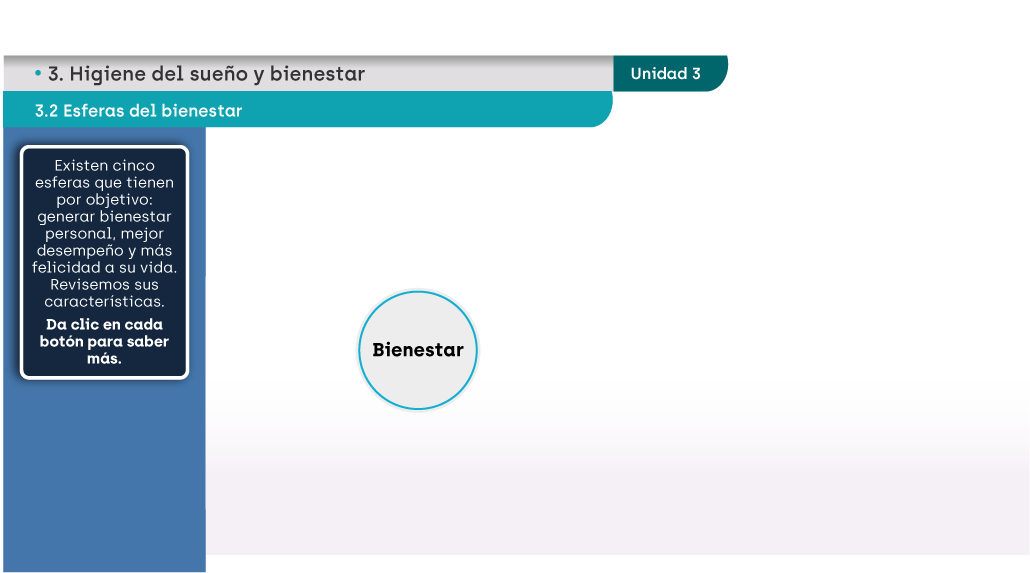 • 3. Higiene del sueño y bienestar
Unidad 3
3.2 Esferas del bienestar
Existen cinco
esferas que tienen
por objetivo:
generar bienestar
personal, mejor
desempeño y más
felicidad a su vida.
Revisemos sus
características.
Da clic en cada
botón para saber
más.
Bienestar